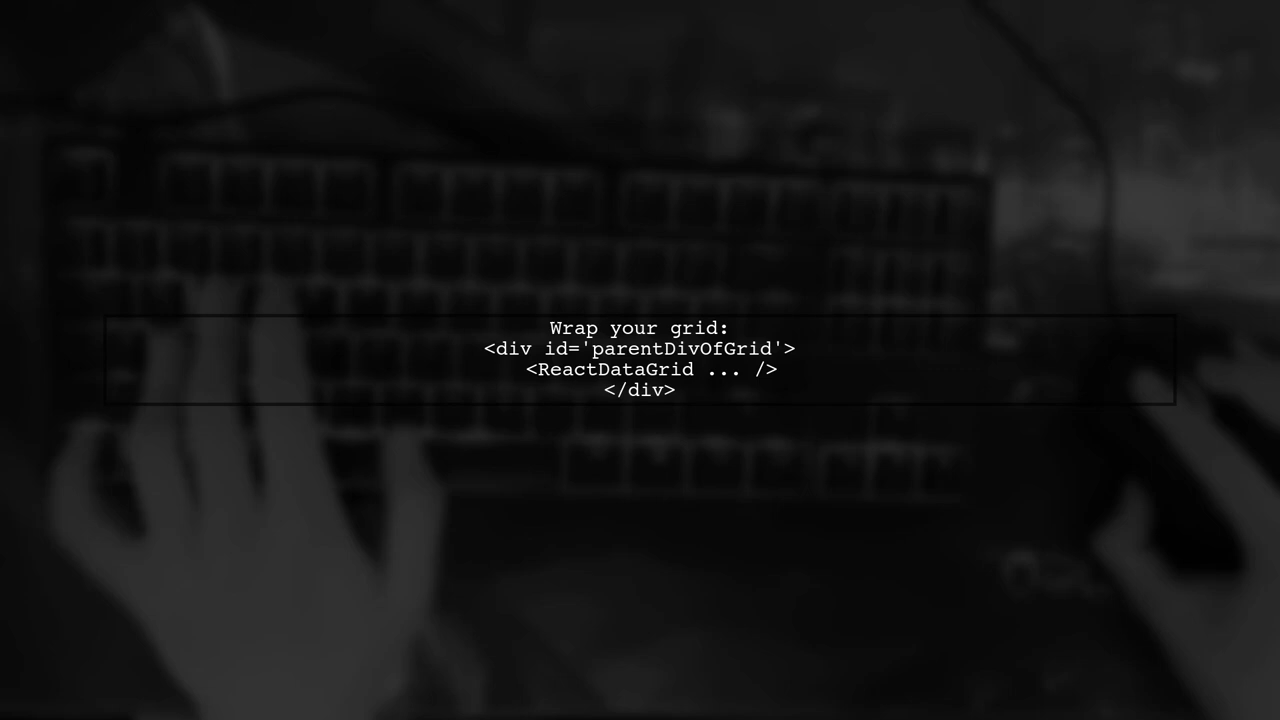 Wrap your grid:
<div id='parentDivOfGrid'>
<ReactDataGrid ... />
</div>